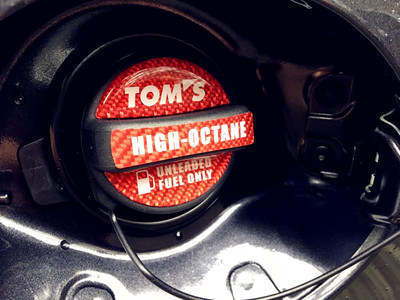 TOM'S
HIGH-OCTANE
UNLEADED
FUEL ONLY